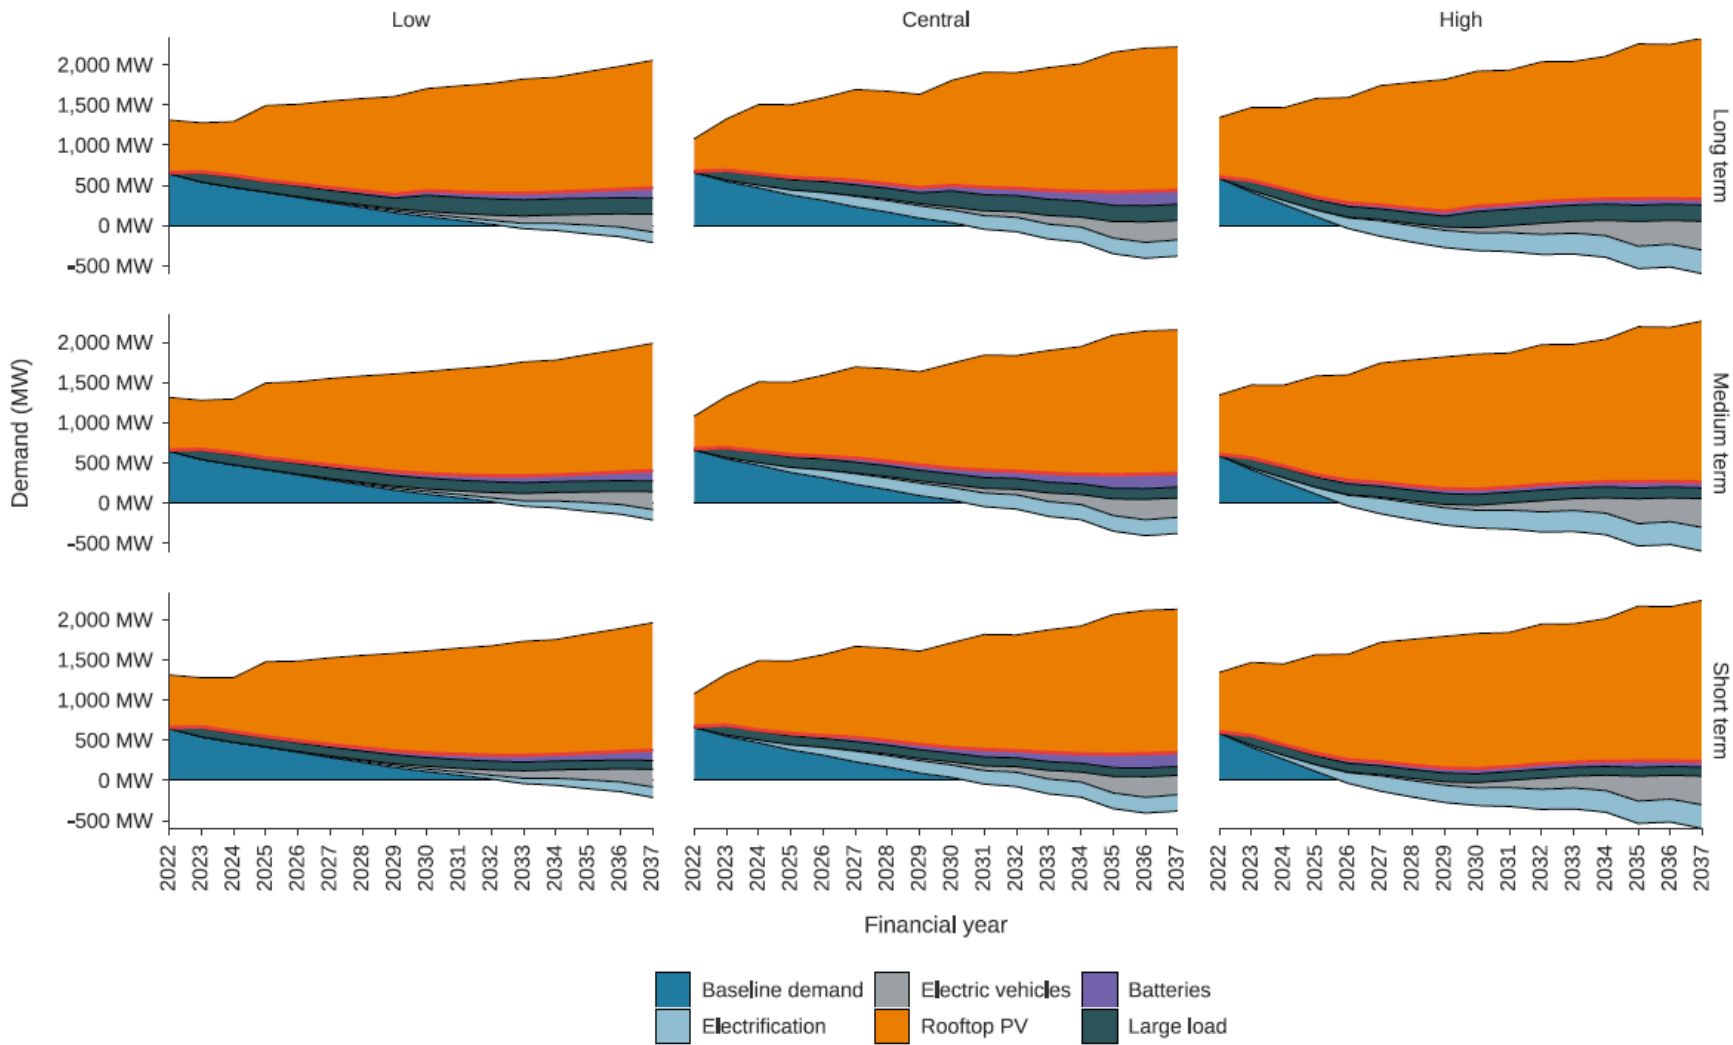 Low Central High
2,000 MW
1,500 MW
1,000 MW
500 MW
0 MW
-500 MW
Long term
2,000 MW
1,500 MW
1,000 MW
500 MW
0 MW
-500 MW
Medium term
Demand (MW)
2,000 MW
1,500 MW
1,000 MW
500 MW
0 MW
-500 MW
Short term
2022 2023 2024 2025 2026 2027 2028 2029 2030 2031 2032 2033 2034 2035 2036 2037 2022 2023 2024 2025 2026 2027 2028 2029 2030 2031 2032 2033 2034 2035 2036 2037 2022 2023 2024 2025 2026 2027 2028 2029 2030 2031 2032 2033 2034 2035 2036 2037
Financial year
Baseline demand Electric vehicles Batteries
Electrification Rooftop PV Large load